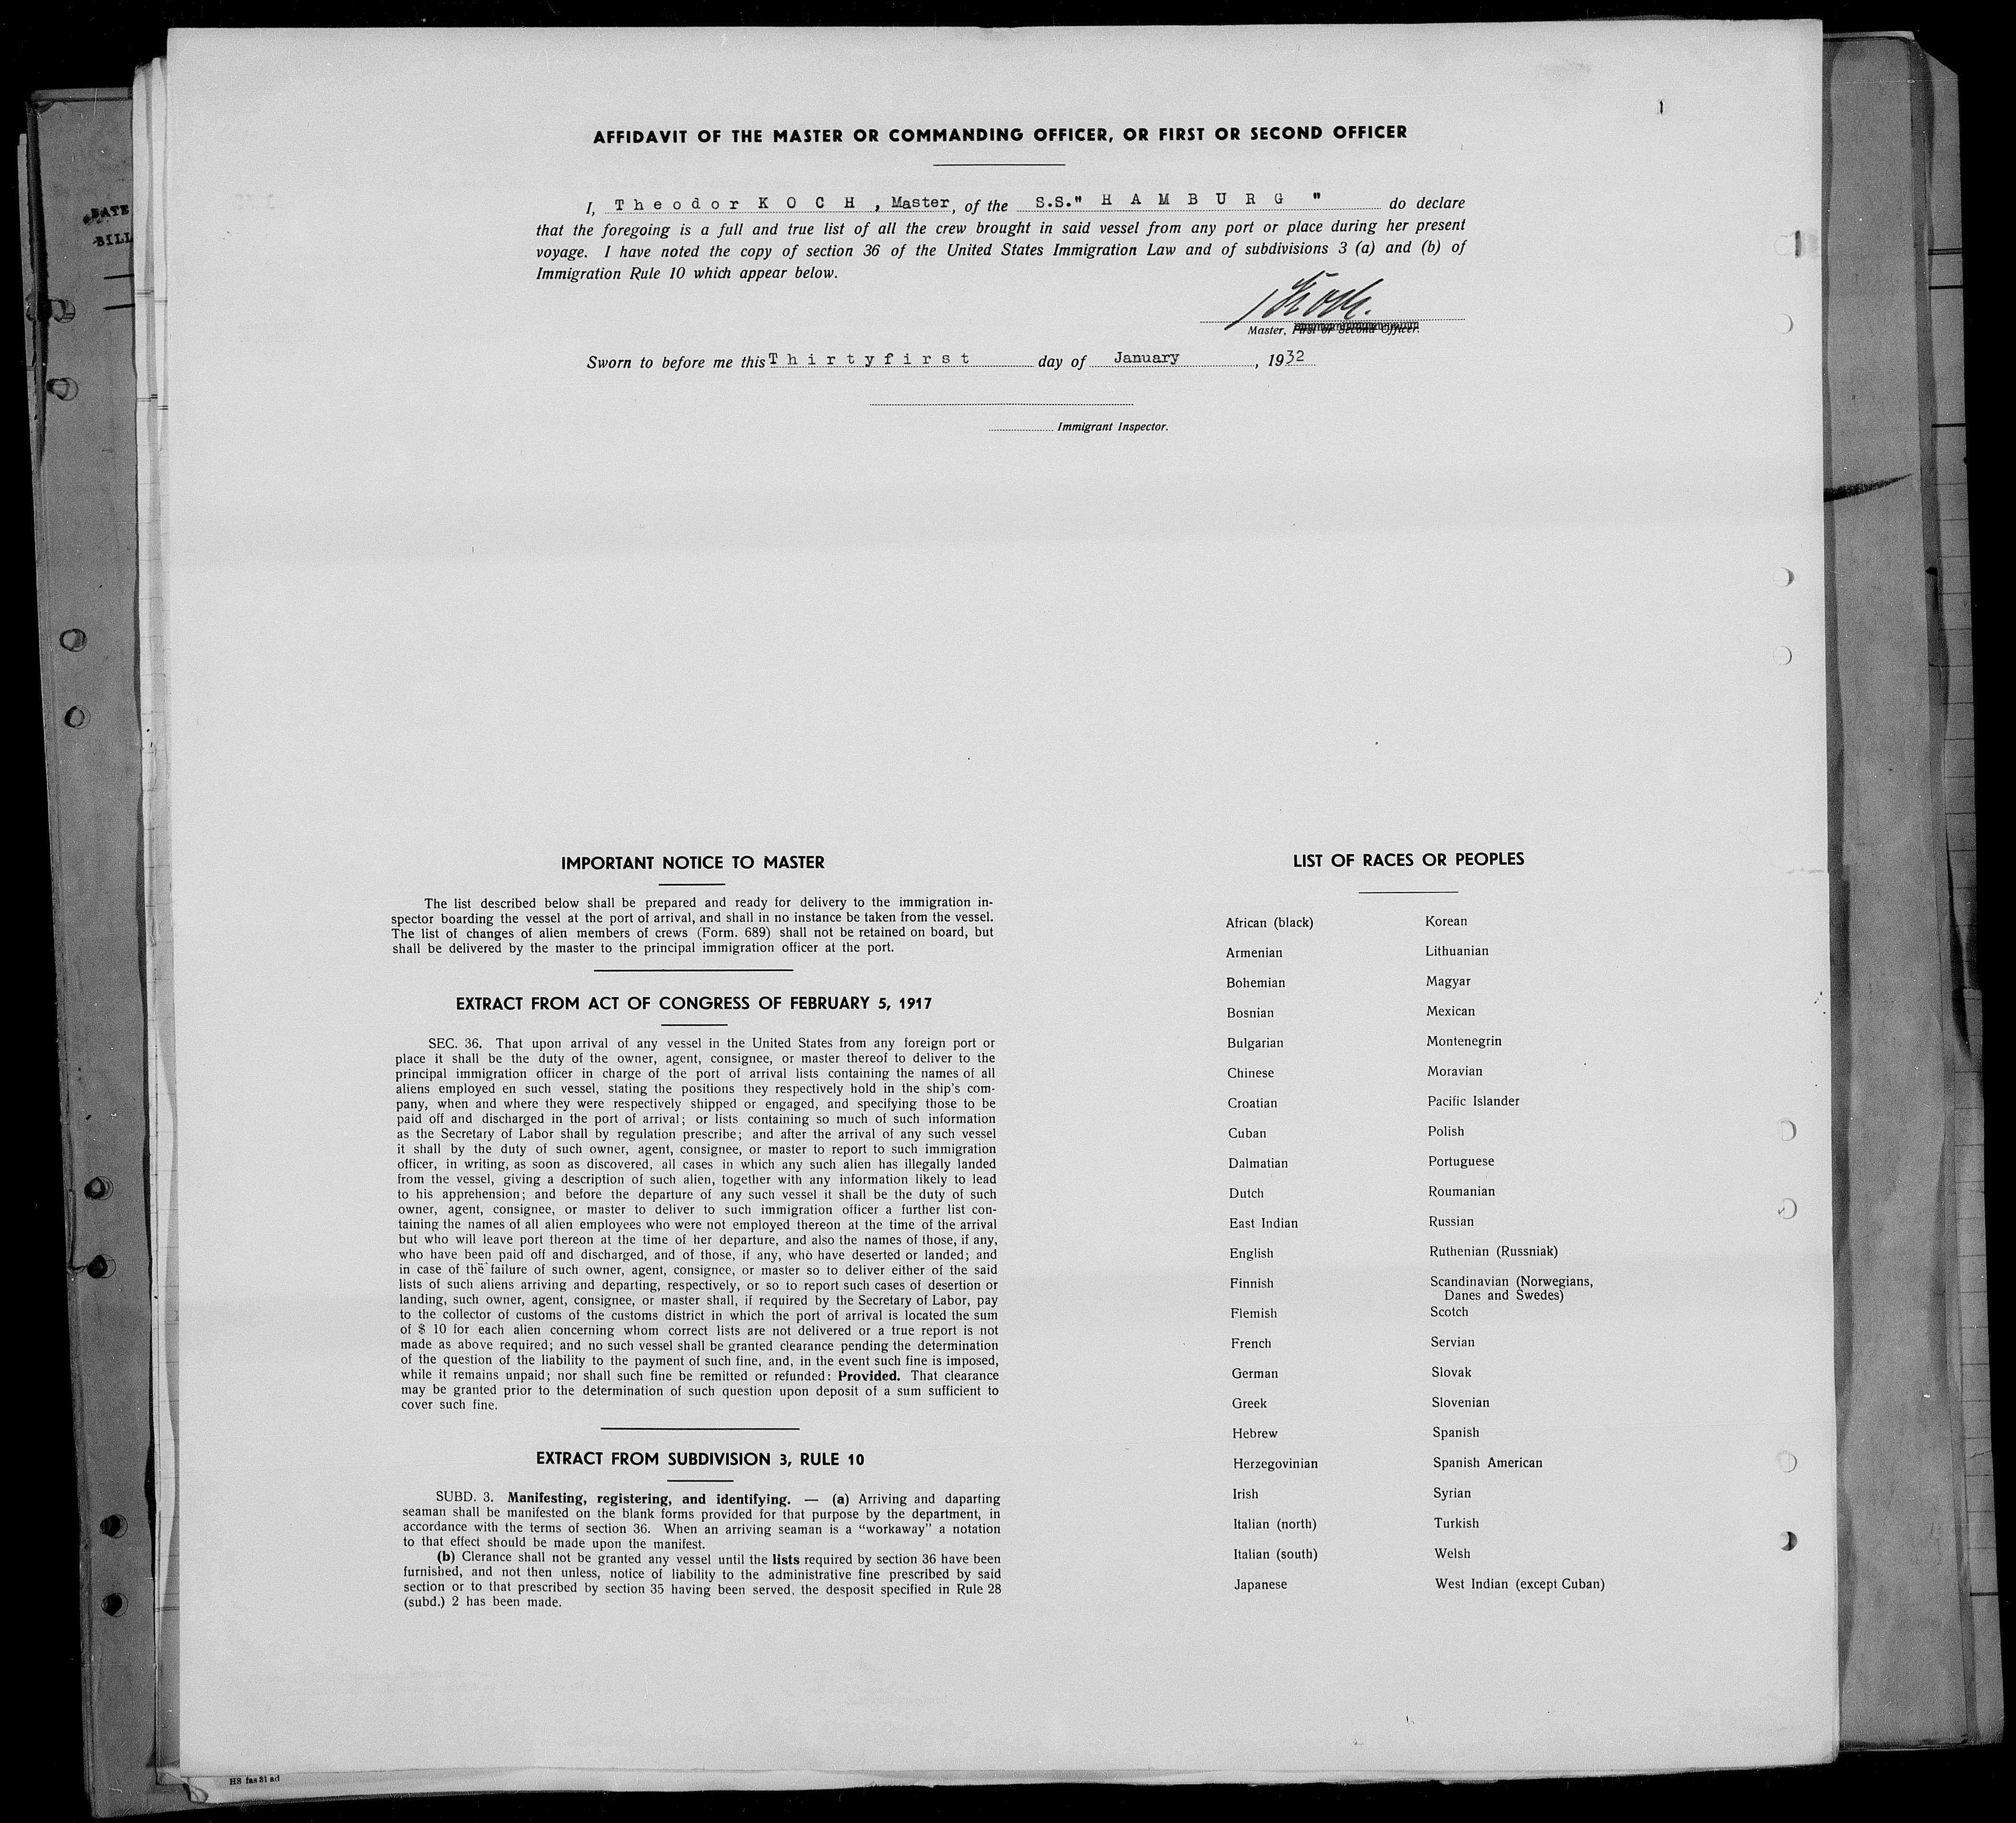 1
AFFIDAVIT OF THE MASTER OR COMMANDING OFFICER, OR FIRST OR SECOND OFFICER
I, Theodor KOCH, Master, of the S.S." HAMBURG " do declare
that the foregoing is a full and true list of all the crew brought in said vessel from any port or place during her present
voyage. I have noted the copy of section 36 of the United States Immigration Law and of subdivisions 3 (a) and (b) of
Immigration Rule 10 which appear below.
Koch.
Master, First or Second Officer.
Sworn to before me this Thirtyfirst day of January, 1932
Immigrant Inspector.
DATE
BILL
IMPORTANT NOTICE TO MASTER
The list described below shall be prepared and ready for delivery to the immigration in-
spector boarding the vessel at the port of arrival, and shall in no instance be taken from the vessel.
The list of changes of alien members of crews (Form. 689) shall not be retained on board, but
shall be delivered by the master to the principal immigration officer at the port.
EXTRACT FROM ACT OF CONGRESS OF FEBRUARY 5, 1917
SEC. 36. That upon arrival of any vessel in the United States from any foreign port or
place it shall be the duty of the owner, agent, consignee, or master thereof to deliver to the
principal immigration officer in charge of the port of arrival lists containing the names of all
aliens employed en such vessel, stating the positions they respectively hold in the ship's com-
pany, when and where they were respectively shipped or engaged, and specifying those to be
paid off and discharged in the port of arrival; or lists containing so much of such information
as the Secretary of Labor shall by regulation prescribe; and after the arrival of any such vessel
it shall by the duty of such owner, agent, consignee, or master to report to such immigration
officer, in writing, as soon as discovered, all cases in which any such alien has illegally landed
from the vessel, giving a description of such alien, together with any information likely to lead
to his apprehension; and before the departure of any such vessel it shall be the duty of such
owner, agent, consignee, or master to deliver to such immigration officer a further list con-
taining the names of all alien employees who were not employed thereon at the time of the arrival
but who will leave port thereon at the time of her departure, and also the names of those, if any,
who have been paid off and discharged, and of those, if any, who have deserted or landed; and
in case of the failure of such owner, agent, consignee, or master so to deliver either of the said
lists of such aliens arriving and departing, respectively, or so to report such cases of desertion or
landing, such owner, agent, consignee, or master shall, if required by the Secretary of Labor, pay
to the collector of customs of the customs district in which the port of arrival is located the sum
of $ 10 for each alien concerning whom correct lists are not delivered or a true report is not
made as above required; and no such vessel shall be granted clearance pending the determination
of the question of the liability to the payment of such fine, and, in the event such fine is imposed,
while it remains unpaid; nor shall such fine be remitted or refunded: Provided. That clearance
may be granted prior to the determination of such question upon deposit of a sum sufficient to
cover such fine.
EXTRACT FROM SUBDIVISION 3, RULE 10
SUBD. 3. Manifesting, registering, and identifying. — (a) Arriving and daparting
seaman shall be manifested on the blank forms provided for that purpose by the department, in
accordance with the terms of section 36. When an arriving seaman is a “workaway” a notation
to that effect should be made upon the manifest.
(b) Clerance shall not be granted any vessel until the lists required by section 36 have been
furnished, and not then unless, notice of liability to the administrative fine prescribed by said
section or to that prescribed by section 35 having been served, the desposit specified in Rule 28
(subd.) 2 has been made.
LIST OF RACES OR PEOPLES
African (black)
Armenian
Bohemian
Bosnian
Bulgarian
Chinese
Croatian
Cuban
Dalmatian
Dutch
East Indian
English
Finnish
Flemish
French
German
Greek
Hebrew
Herzegovinian
Irish
Italian (north)
Italian (south)
Japanese
Korean
Lithuanian
Magyar
Mexican
Montenegrin
Moravian
Pacific Islander
Polish
Portuguese
Roumanian
Russian
Ruthenian (Russniak)
Scandinavian (Norwegians,
Danes and Swedes)
Scotch
Servian
Slovak
Slovenian
Spanish
Spanish American
Syrian
Turkish
Welsh
West Indian (except Cuban)
HS fas 31 ad